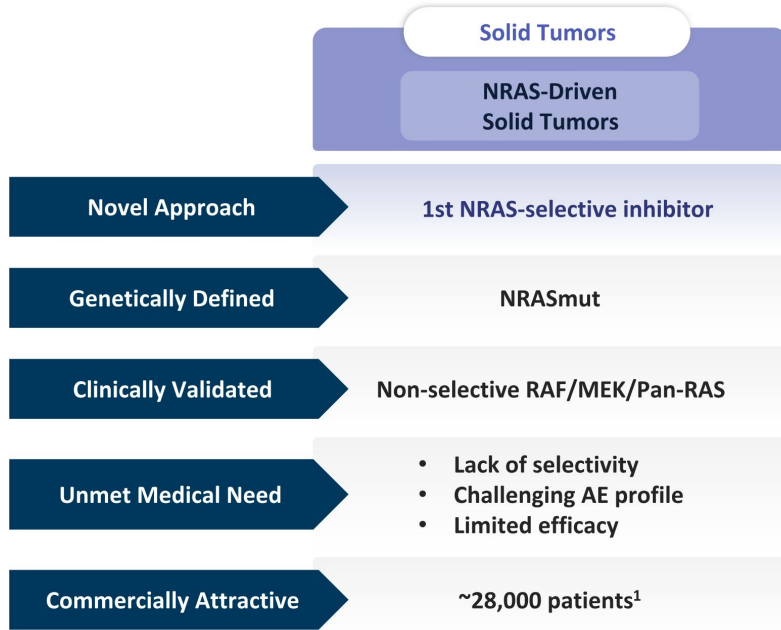 Solid Tumors
NRAS-Driven
Solid Tumors
Novel Approach
1st NRAS-selective inhibitor
Genetically Defined
NRASmut
Clinically Validated
Non-selective RAF/MEK/Pan-RAS
Unmet Medical Need
• Lack of selectivity
• Challenging AE profile
• Limited efficacy
Commercially Attractive
~28,000 patients¹